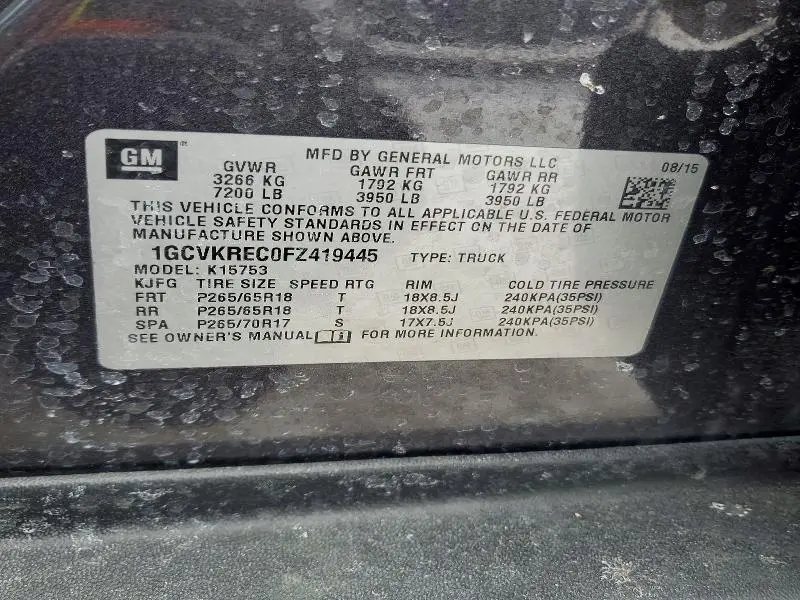 GM
MFD BY GENERAL MOTORS LLC 08/15
GVWR GAWR FRT GAWR RR
3266 KG 1792 KG 1792 KG
7200 LB 3950 LB 3950 LB
THIS VEHICLE CONFORMS TO ALL APPLICABLE U.S. FEDERAL MOTOR
VEHICLE SAFETY STANDARDS IN EFFECT ON THE DATE OF
MANUFACTURE SHOWN ABOVE.
1GCVKREC0FZ419445 TYPE: TRUCK
MODEL: K15753
KJFG TIRE SIZE SPEED RTG RIM COLD TIRE PRESSURE
FRT P265/65R18 T 18X8.5J 240KPA(35PSI)
RR P265/65R18 T 18X8.5J 240KPA(35PSI)
SPA P265/70R17 S 17X7.5J 240KPA(35PSI)
SEE OWNER'S MANUAL FOR MORE INFORMATION.